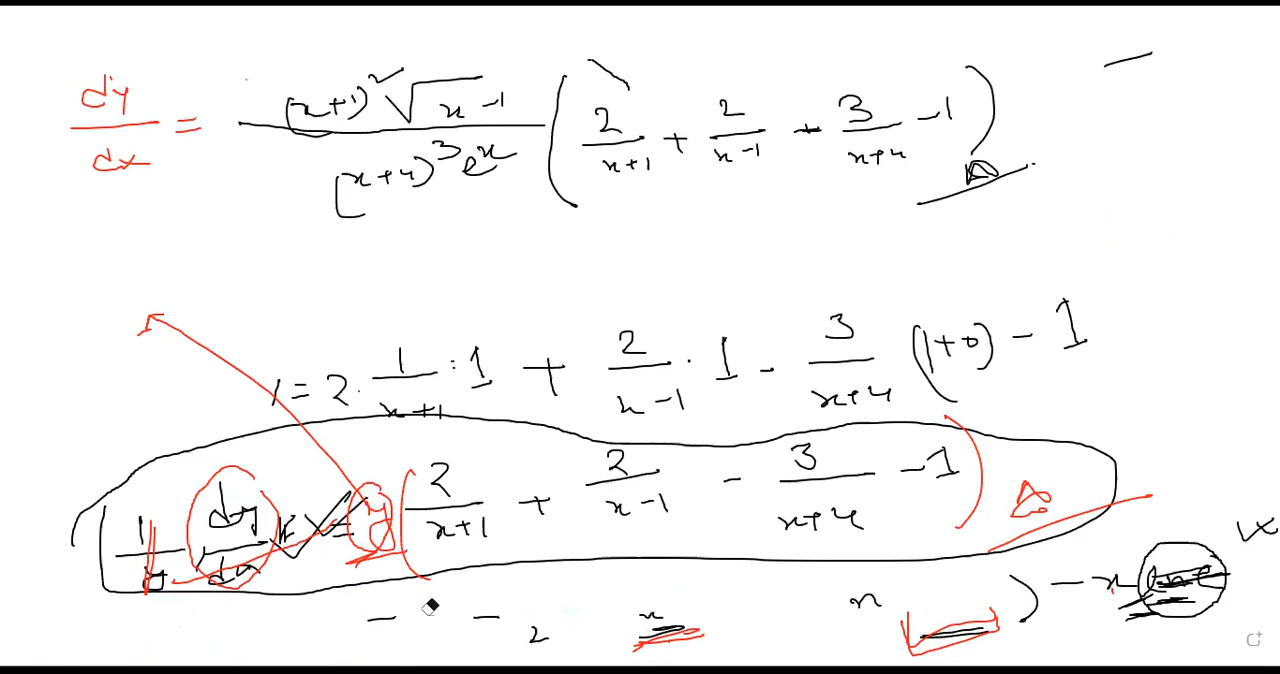 dy/dx = (x+1)²√(x-1) / (x+4)³eˣ (2/(x+1) + 2/(x-1) - 3/(x+4) - 1)
= 2·1/(x+1)·1 + 2/(x-1)·1 - 3/(x+4) (1+0) - 1
1/y dy/dx = y (2/(x+1) + 2/(x-1) - 3/(x+4) - 1)
2 x x ) - x